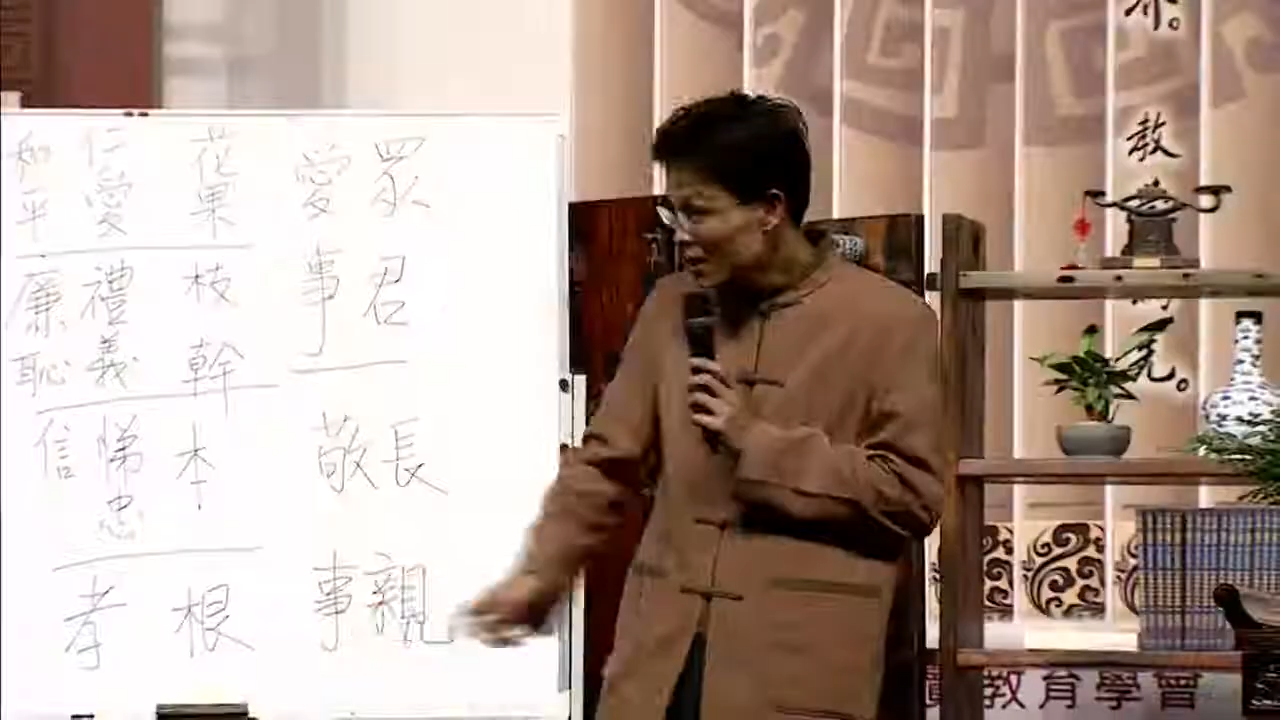 眾君
愛事
花果
仁愛
和平
枝幹
禮義
廉恥
長
敬
本
悌忠
信
親
事
根
孝
教
先。
教育學會